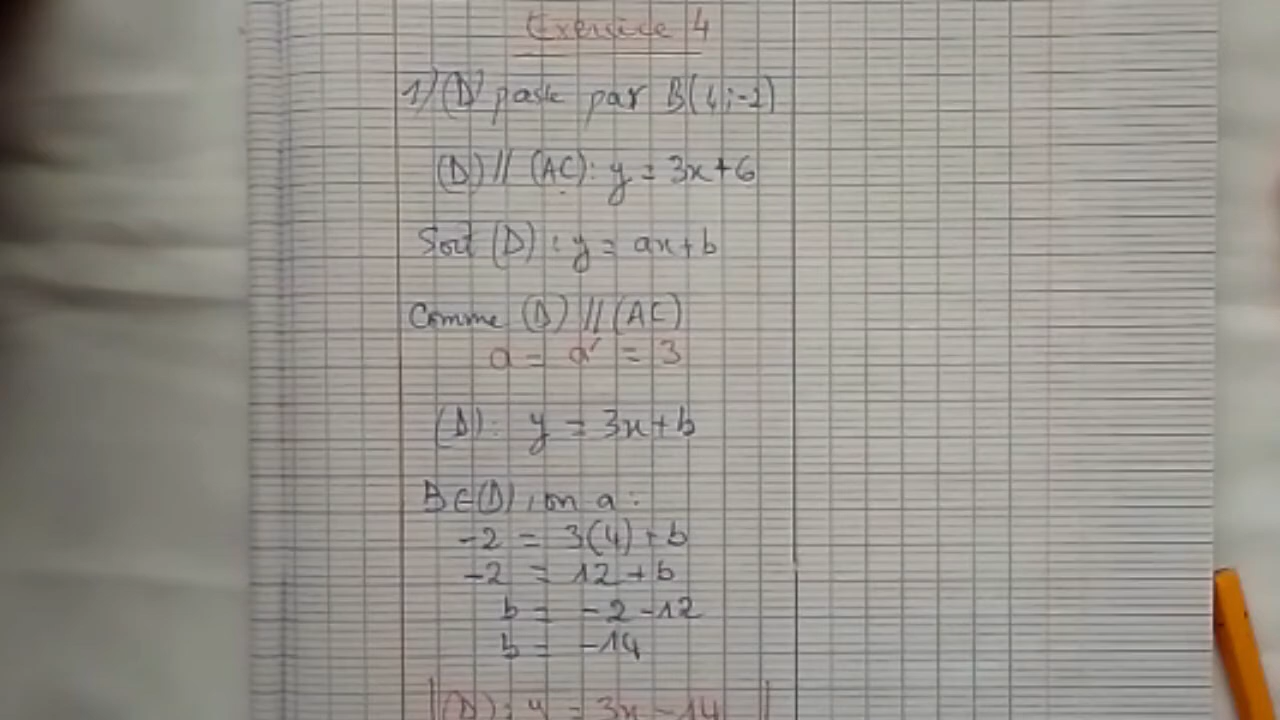 Exercice 4
1) (D) passe par B(4;-2)
(D) // (AC): y = 3x+6
Soit (D) : y = ax+b
Comme (D) // (AC)
a = a' = 3
(D): y = 3x+b
B∈(D), on a :
-2 = 3(4) + b
-2 = 12 + b
b = -2 -12
b = -14
(D): y = 3x -14